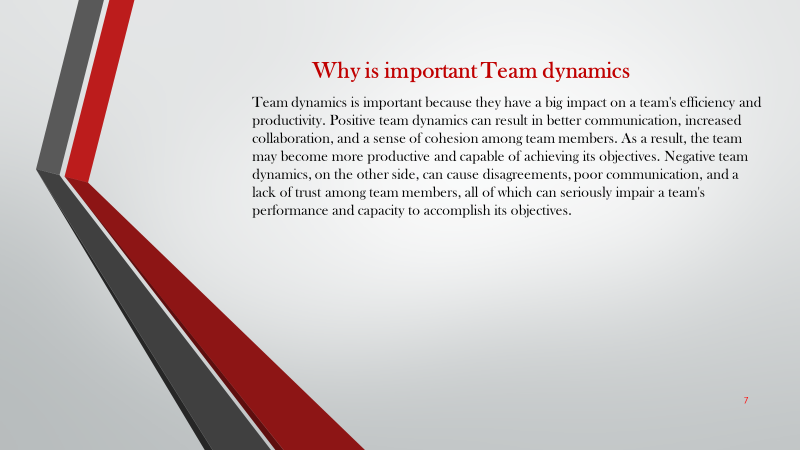 Why is important Team dynamics
Team dynamics is important because they have a big impact on a team's efficiency and
productivity. Positive team dynamics can result in better communication, increased
collaboration, and a sense of cohesion among team members. As a result, the team
may become more productive and capable of achieving its objectives. Negative team
dynamics, on the other side, can cause disagreements, poor communication, and a
lack of trust among team members, all of which can seriously impair a team's
performance and capacity to accomplish its objectives.
7